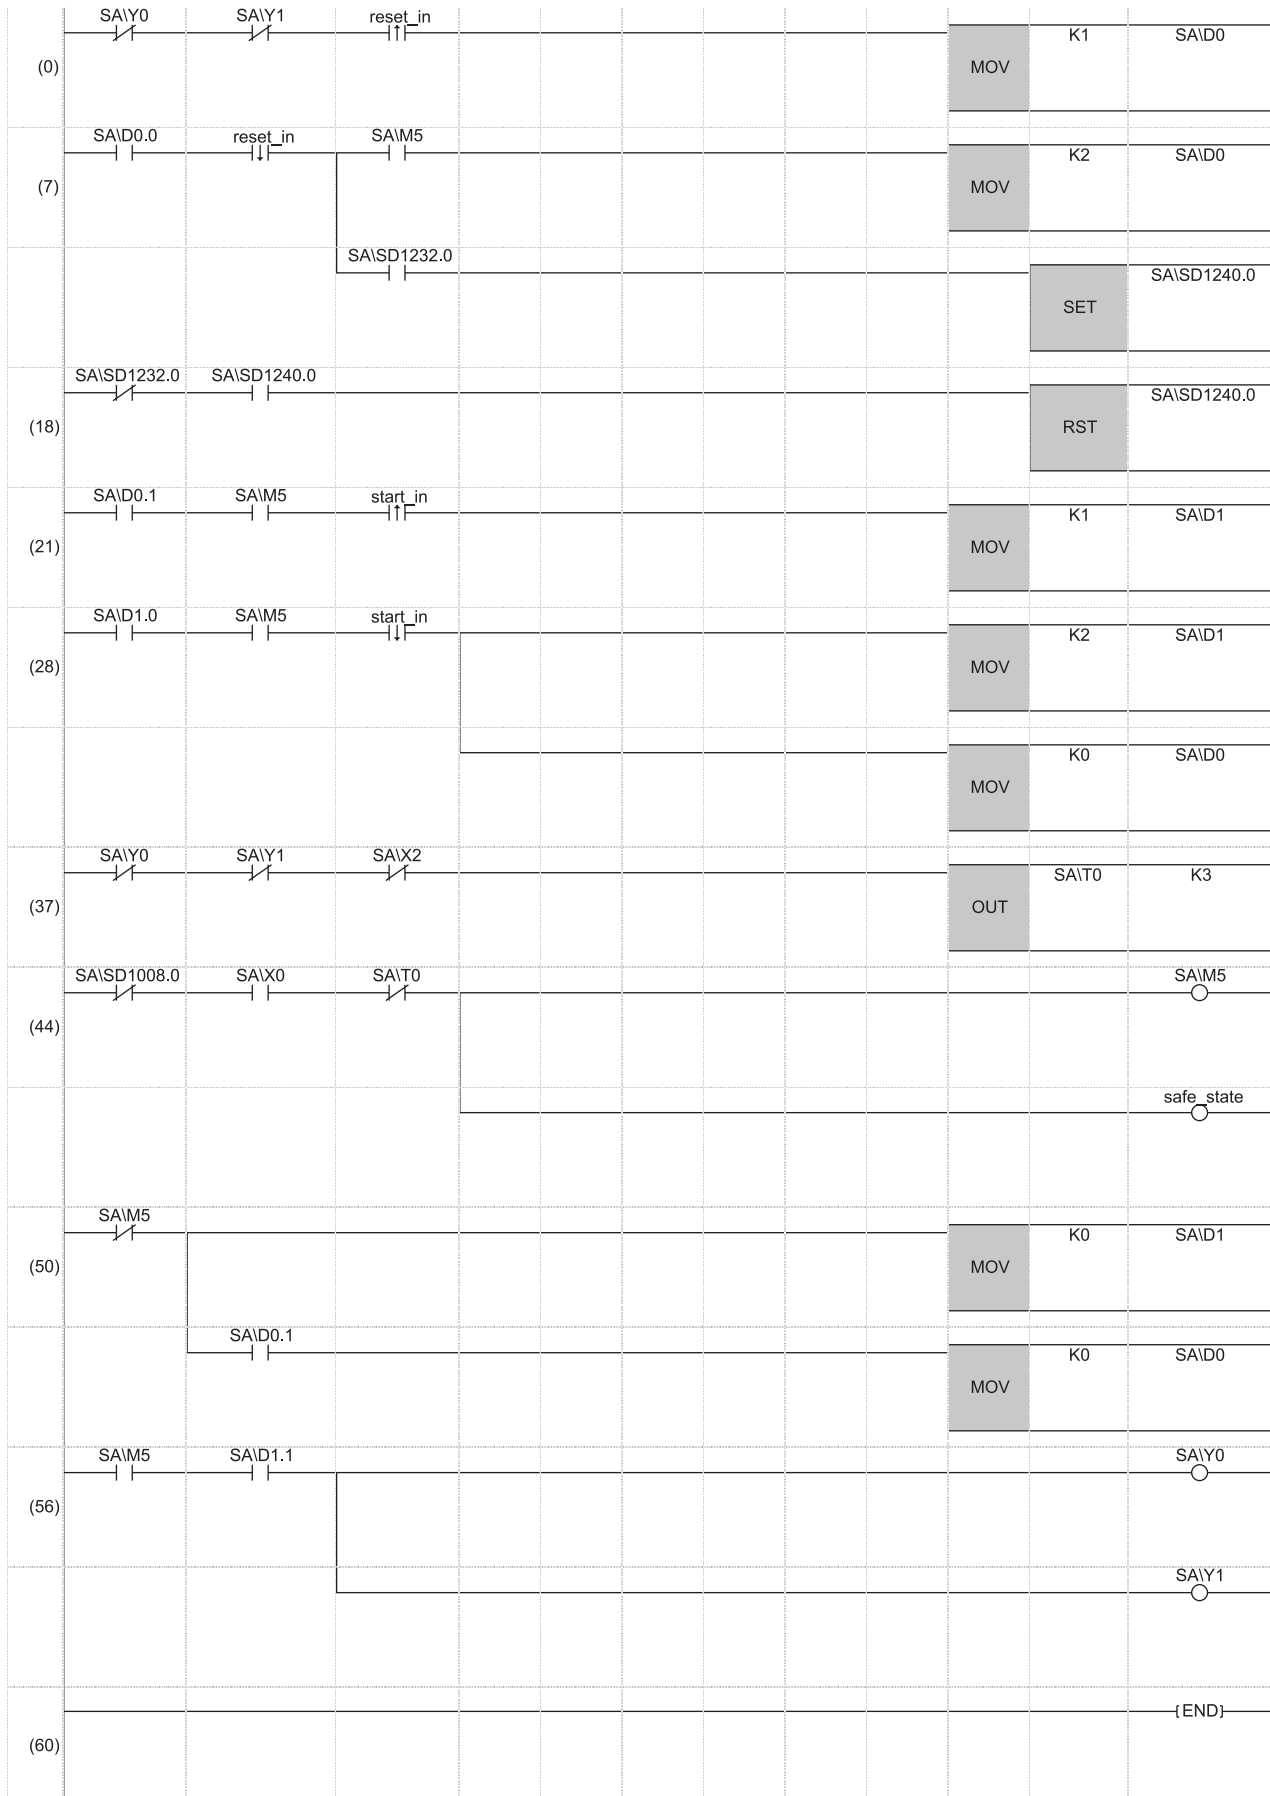 SA\Y0 SA\Y1 reset_in
K1 SA\D0
(0) MOV
SA\D0.0 reset_in SA\M5
K2 SA\D0
(7) MOV
SA\SD1232.0
SA\SD1240.0
SET
SA\SD1232.0 SA\SD1240.0
SA\SD1240.0
(18) RST
SA\D0.1 SA\M5 start_in
K1 SA\D1
(21) MOV
SA\D1.0 SA\M5 start_in
K2 SA\D1
(28) MOV
K0 SA\D0
MOV
SA\Y0 SA\Y1 SA\X2
SA\T0 K3
(37) OUT
SA\SD1008.0 SA\X0 SA\T0 SA\M5
(44)
safe_state
SA\M5
K0 SA\D1
(50) MOV
SA\D0.1
K0 SA\D0
MOV
SA\M5 SA\D1.1 SA\Y0
(56)
SA\Y1
[END]
(60)